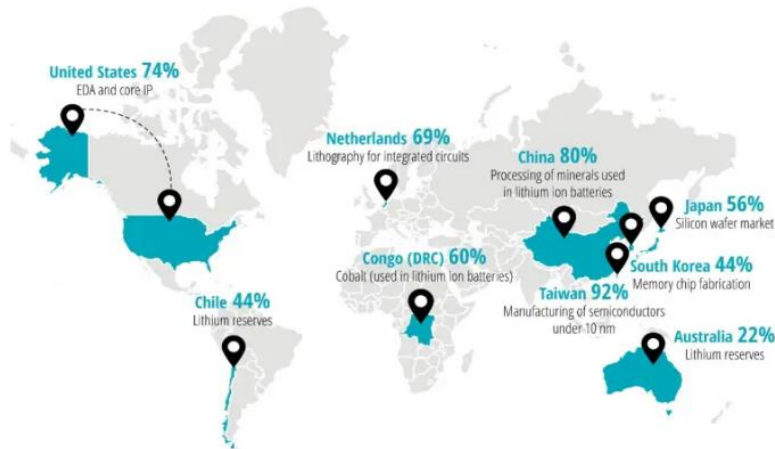 United States 74%
EDA and core IP
Netherlands 69%
Lithography for integrated circuits
China 80%
Processing of minerals used
in lithium ion batteries
Japan 56%
Silicon wafer market
Congo (DRC) 60%
Cobalt (used in lithium ion batteries)
South Korea 44%
Memory chip fabrication
Taiwan 92%
Manufacturing of semiconductors
under 10 nm
Chile 44%
Lithium reserves
Australia 22%
Lithium reserves